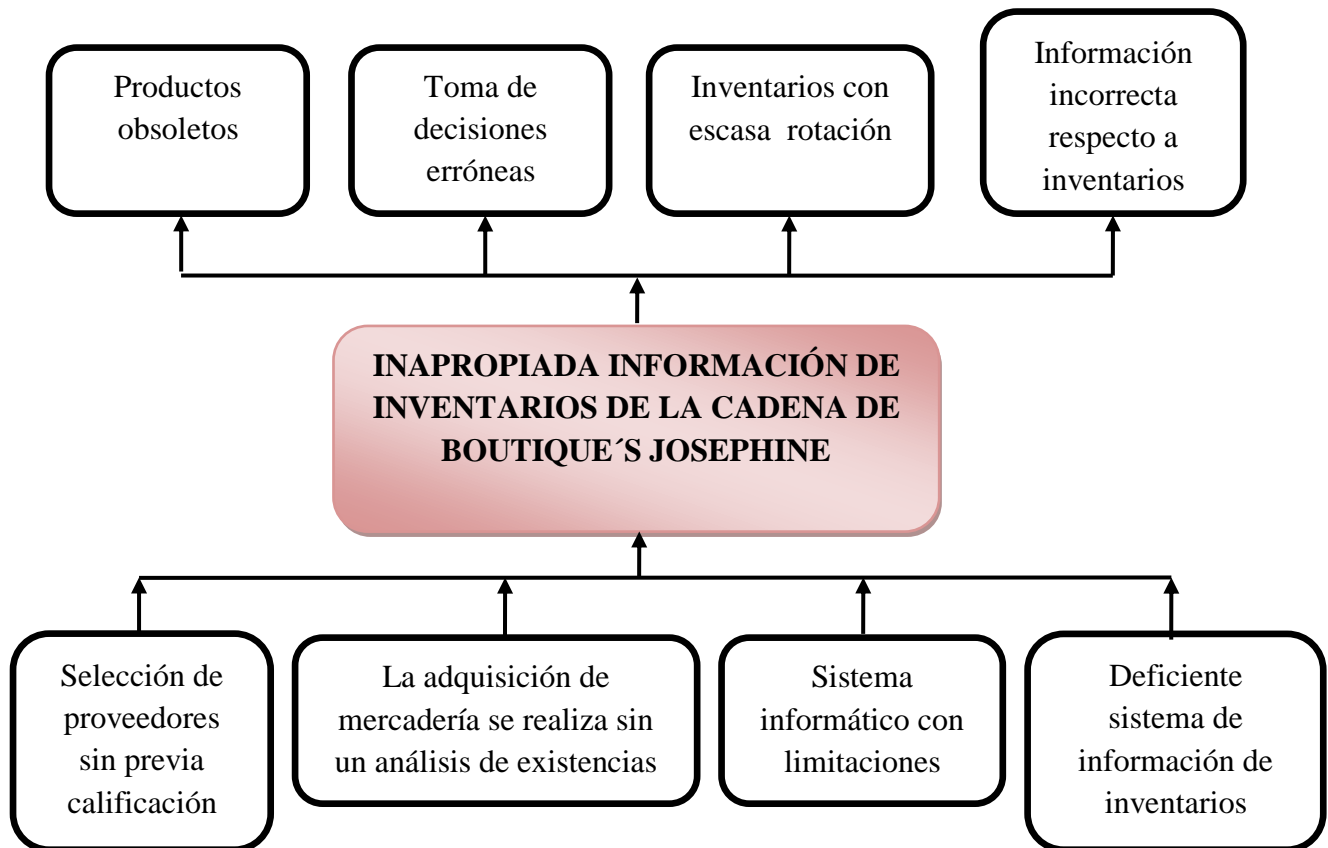 Productos
obsoletos
Toma de
decisiones
erróneas
Inventarios con
escasa rotación
Información
incorrecta
respecto a
inventarios
INAPROPIADA INFORMACIÓN DE
INVENTARIOS DE LA CADENA DE
BOUTIQUE´S JOSEPHINE
Selección de
proveedores
sin previa
calificación
La adquisición de
mercadería se realiza sin
un análisis de existencias
Sistema
informático con
limitaciones
Deficiente
sistema de
información de
inventarios